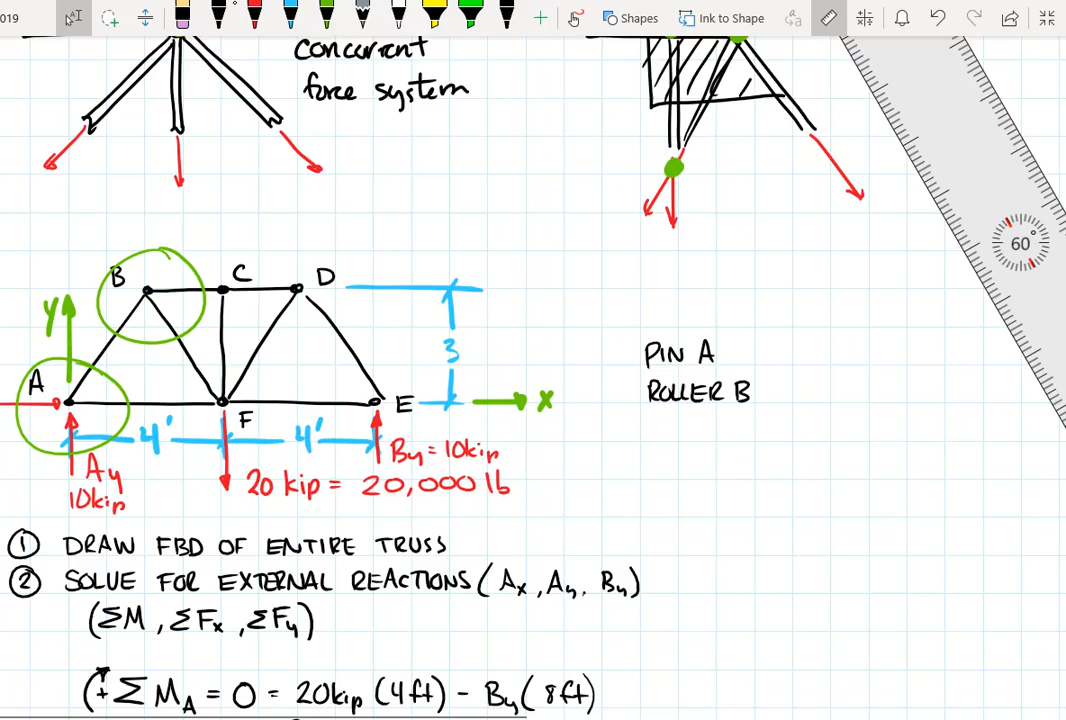 Shapes
Ink to Shape
concurrent
force system
60°
B
C
D
Y
A
3
F
E
X
4'
4'
Ay
10kip
By = 10kip
20 kip = 20,000 lb
PIN A
ROLLER B
① DRAW FBD OF ENTIRE TRUSS
② SOLVE FOR EXTERNAL REACTIONS (Ax, Ay, By)
(ΣM, ΣFx, ΣFy)
(+ ΣMA = 0 = 20kip (4ft) - By (8ft)